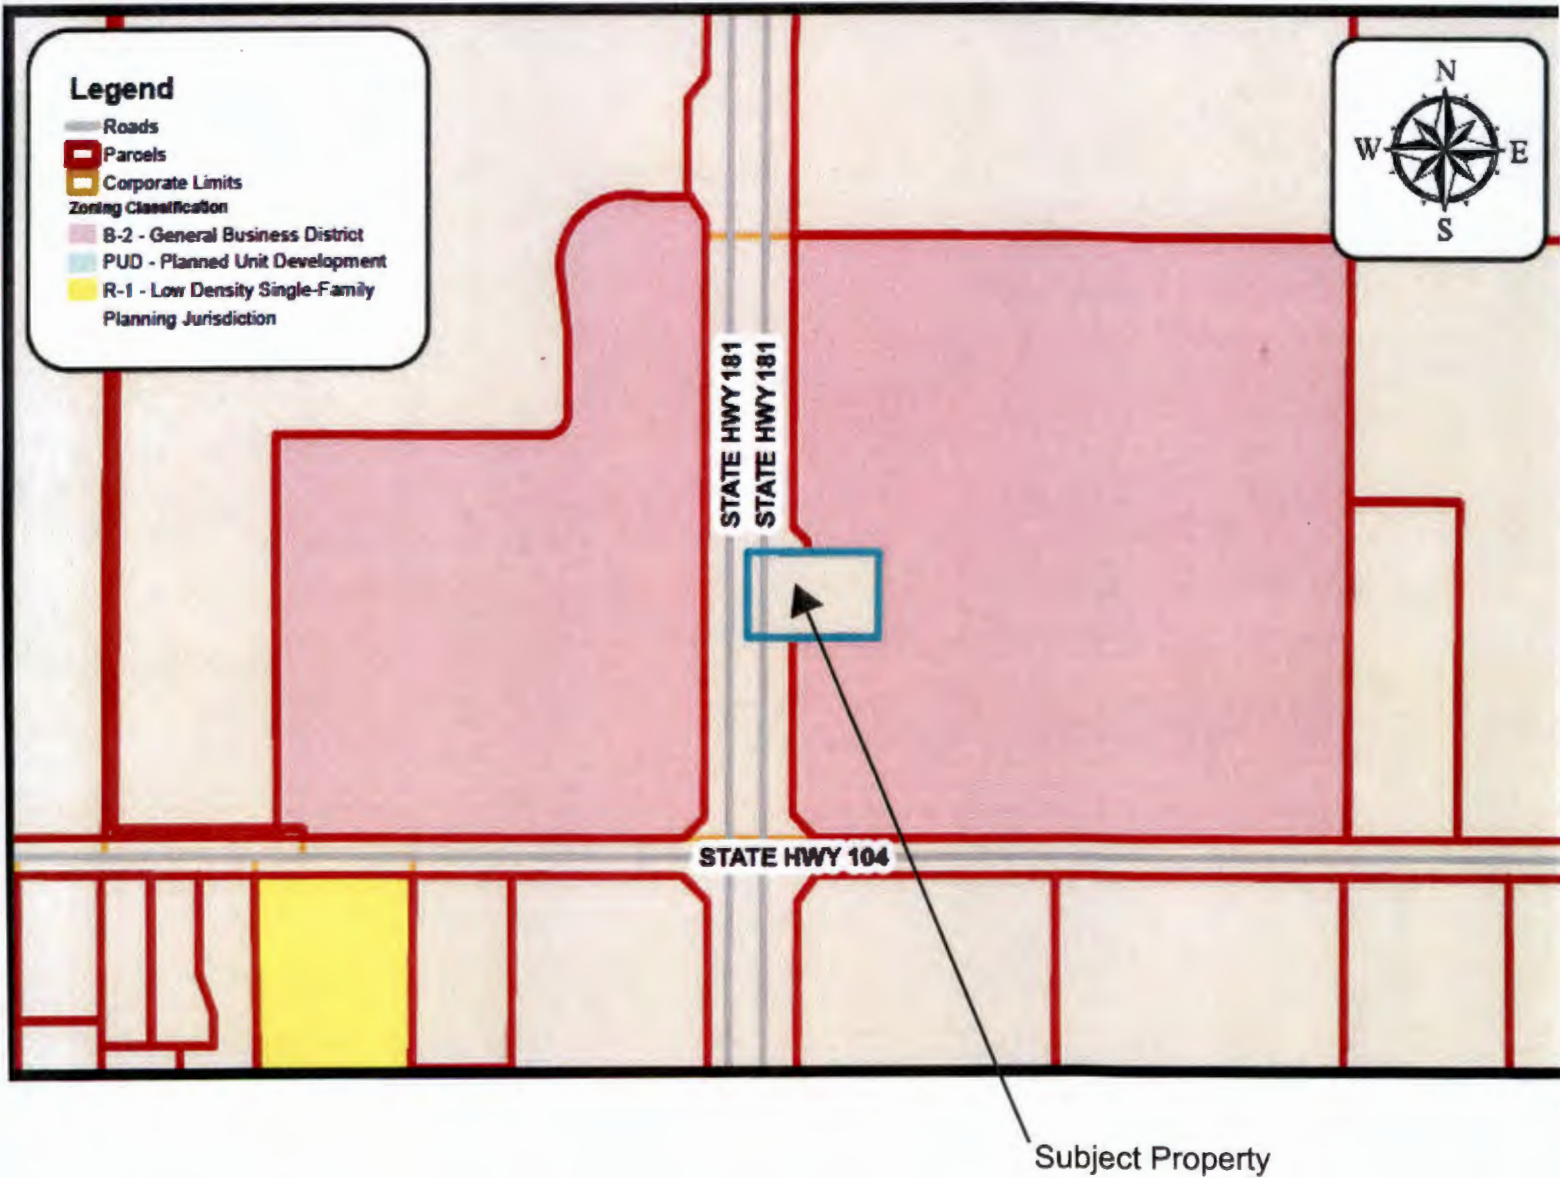 Legend
Roads
Parcels
Corporate Limits
Zoning Classification
B-2 - General Business District
PUD - Planned Unit Development
R-1 - Low Density Single-Family
Planning Jurisdiction
N
W E
S
STATE HWY 181
STATE HWY 181
STATE HWY 104
Subject Property